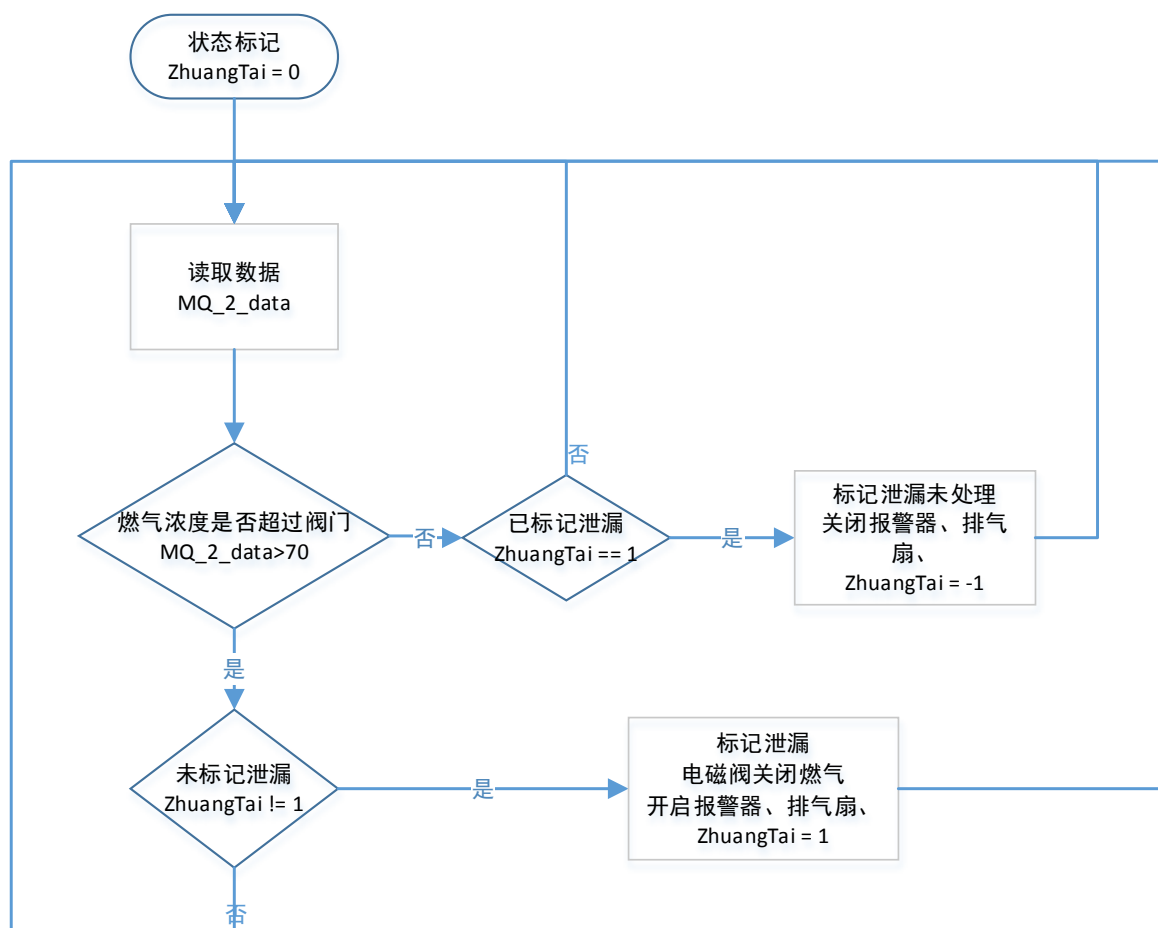 状态标记
ZhuangTai = 0
读取数据
MQ_2_data
燃气浓度是否超过阀门
MQ_2_data>70
否
已标记泄漏
ZhuangTai == 1
否
是
标记泄漏未处理
关闭报警器、排气
扇、
ZhuangTai = -1
是
未标记泄漏
ZhuangTai != 1
是
标记泄漏
电磁阀关闭燃气
开启报警器、排气扇、
ZhuangTai = 1
否